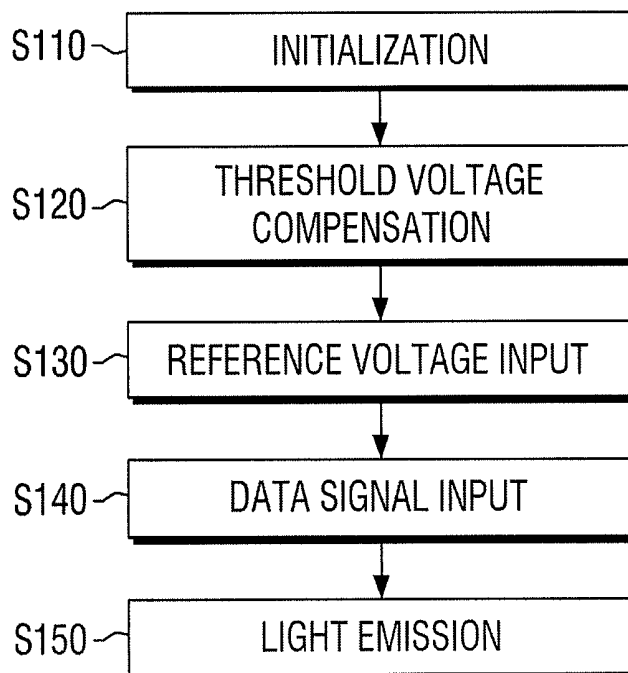 S110 INITIALIZATION
S120 THRESHOLD VOLTAGE
COMPENSATION
S130 REFERENCE VOLTAGE INPUT
S140 DATA SIGNAL INPUT
S150 LIGHT EMISSION